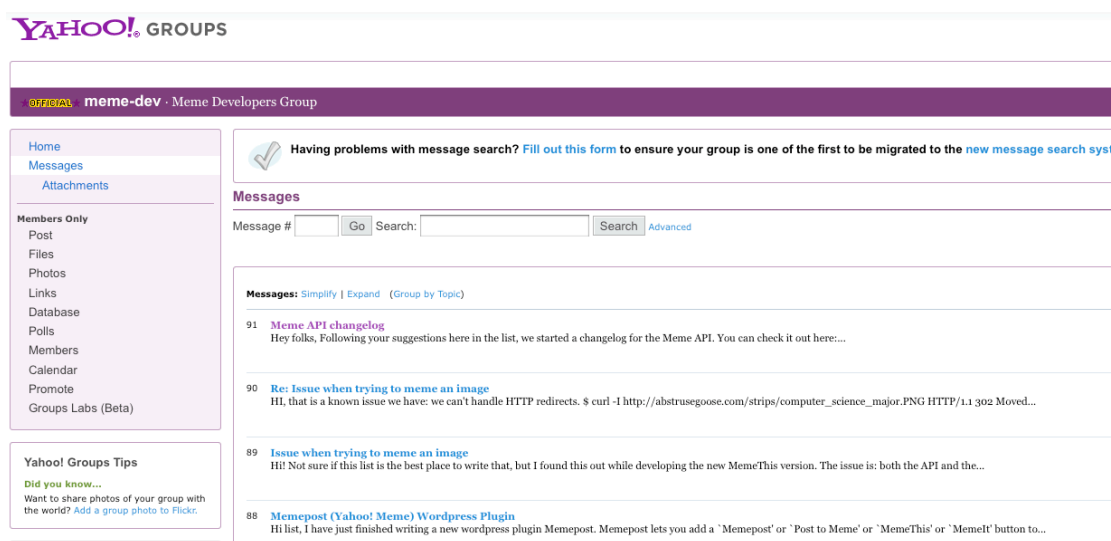 YAHOO! GROUPS
OFFICIAL meme-dev · Meme Developers Group
Home
Messages
Attachments
Members Only
Post
Files
Photos
Links
Database
Polls
Members
Calendar
Promote
Groups Labs (Beta)
Yahoo! Groups Tips
Did you know...
Want to share photos of your group with
the world? Add a group photo to Flickr.
Having problems with message search? Fill out this form to ensure your group is one of the first to be migrated to the new message search syst
Messages
Message # Go Search: Search Advanced
Messages: Simplify | Expand (Group by Topic)
91 Meme API changelog
Hey folks, Following your suggestions here in the list, we started a changelog for the Meme API. You can check it out here:...
90 Re: Issue when trying to meme an image
HI, that is a known issue we have: we can't handle HTTP redirects. $ curl -I http://abstrusegoose.com/strips/computer_science_major.PNG HTTP/1.1 302 Moved...
89 Issue when trying to meme an image
Hi! Not sure if this list is the best place to write that, but I found this out while developing the new MemeThis version. The issue is: both the API and the...
88 Memepost (Yahoo! Meme) Wordpress Plugin
Hi list, I have just finished writing a new wordpress plugin Memepost. Memepost lets you add a `Memepost' or `Post to Meme' or `MemeThis' or `MemeIt' button to...